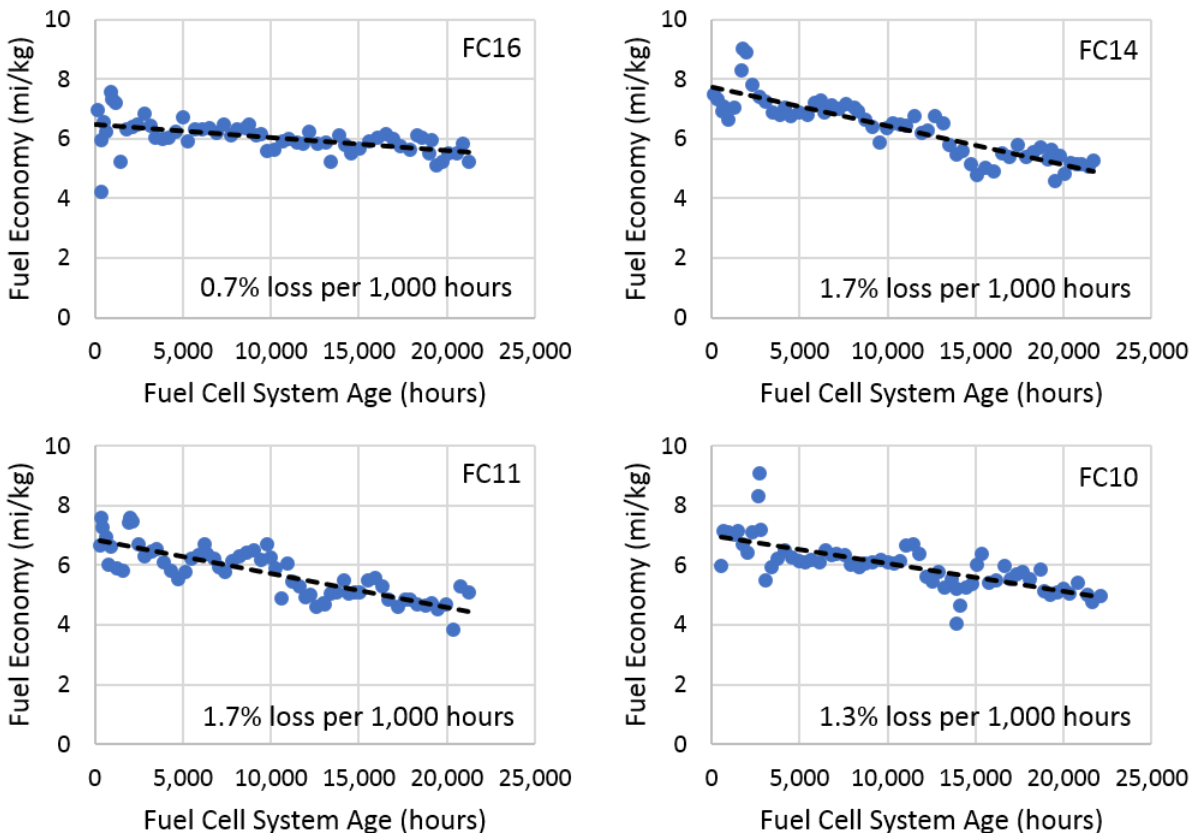 10
8
6
4
2
0
Fuel Economy (mi/kg)
FC16
0.7% loss per 1,000 hours
0 5,000 10,000 15,000 20,000 25,000
Fuel Cell System Age (hours)
10
8
6
4
2
0
Fuel Economy (mi/kg)
FC14
1.7% loss per 1,000 hours
0 5,000 10,000 15,000 20,000 25,000
Fuel Cell System Age (hours)
10
8
6
4
2
0
Fuel Economy (mi/kg)
FC11
1.7% loss per 1,000 hours
0 5,000 10,000 15,000 20,000 25,000
Fuel Cell System Age (hours)
10
8
6
4
2
0
Fuel Economy (mi/kg)
FC10
1.3% loss per 1,000 hours
0 5,000 10,000 15,000 20,000 25,000
Fuel Cell System Age (hours)